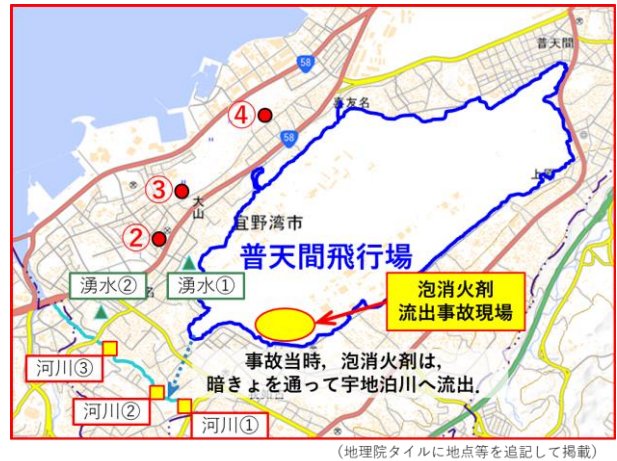 58
普天間
喜友名
④
58
上原
③
大山
宜野湾市
②
普天間飛行場
湧水②
湧水①
名
泡消火剤
流出事故現場
事故当時，泡消火剤は，
暗きょを通って宇地泊川へ流出．
河川③
河川②
河川①
（地理院タイルに地点等を追記して掲載）